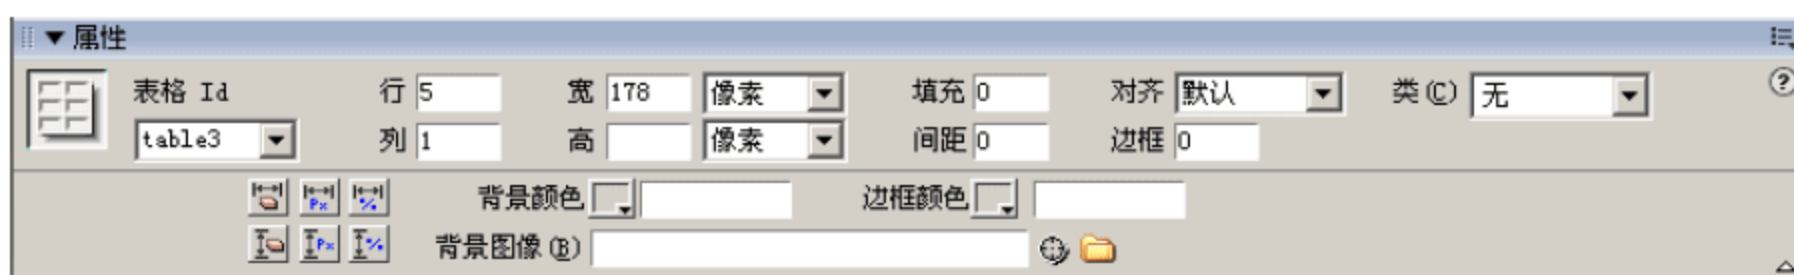 属性
表格 Id 行 5 宽 178 像素 填充 0 对齐 默认 类(C) 无
table3 列 1 高 像素 间距 0 边框 0
背景颜色 边框颜色
Px %
Px % 背景图像(B)